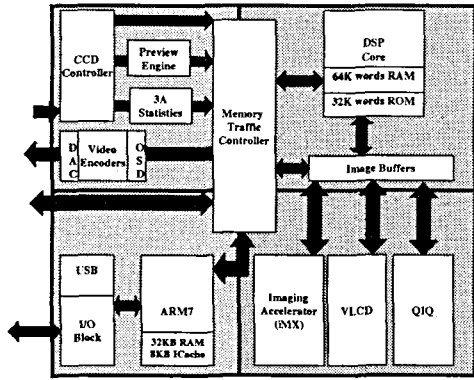 CCD
Controller
Preview
Engine
3A
Statistics
D
A
C
Video
Encoders
O
S
D
Memory
Traffic
Controller
DSP
Core
64K words RAM
32K words ROM
Image Buffers
USB
I/O
Block
ARM7
32KB RAM
8KB ICache
Imaging
Accelerator
(iMX)
VLCD
QIQ